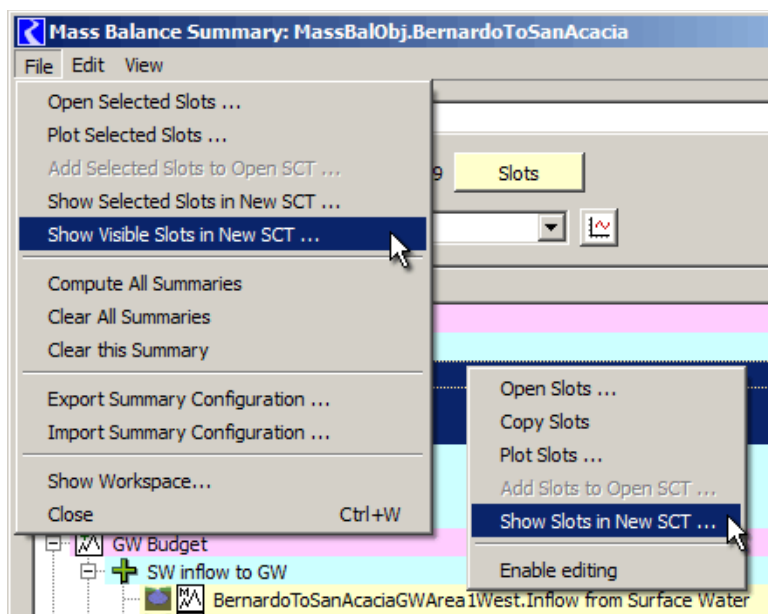 Mass Balance Summary: MassBalObj.BernardoToSanAcacia
File Edit View
Open Selected Slots ...
Plot Selected Slots ...
Add Selected Slots to Open SCT ...
Show Selected Slots in New SCT ...
Show Visible Slots in New SCT ...
Compute All Summaries
Clear All Summaries
Clear this Summary
Export Summary Configuration ...
Import Summary Configuration ...
Show Workspace...
Close Ctrl+W
9 Slots
Open Slots ...
Copy Slots
Plot Slots ...
Add Slots to Open SCT ...
Show Slots in New SCT ...
Enable editing
GW Budget
SW inflow to GW
BernardoToSanAcaciaGWArea1West.Inflow from Surface Water